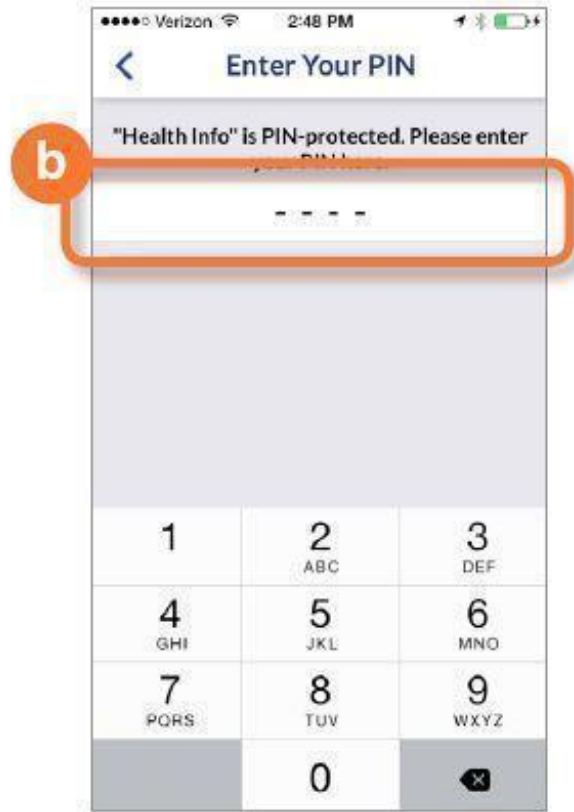 Verizon 2:48 PM
Enter Your PIN
"Health Info" is PIN-protected. Please enter
b
- - - -
1 2 3
ABC DEF
4 5 6
GHI JKL MNO
7 8 9
PQRS TUV WXYZ
0